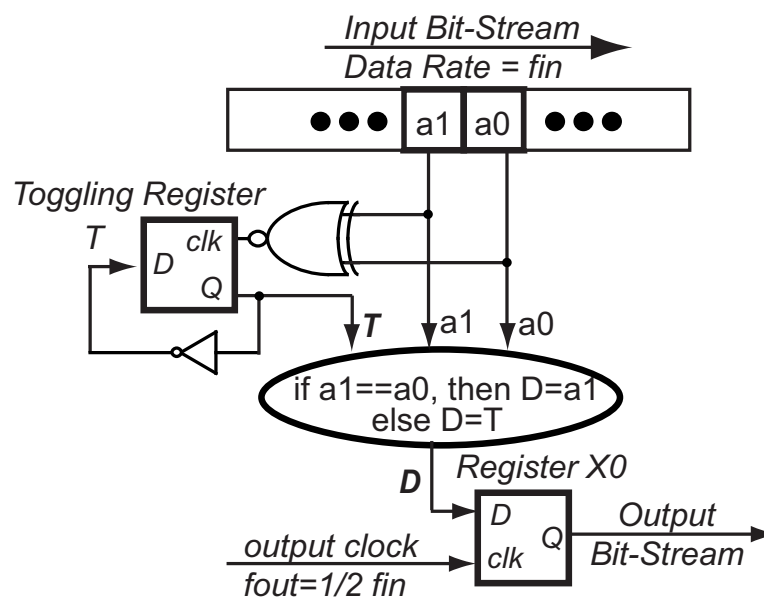 Input Bit-Stream
Data Rate = fin
a1 a0
Toggling Register
T
clk
D
Q
T
a1
a0
if a1==a0, then D=a1
else D=T
D
Register X0
D
clk
Q
output clock
fout=1/2 fin
Output
Bit-Stream